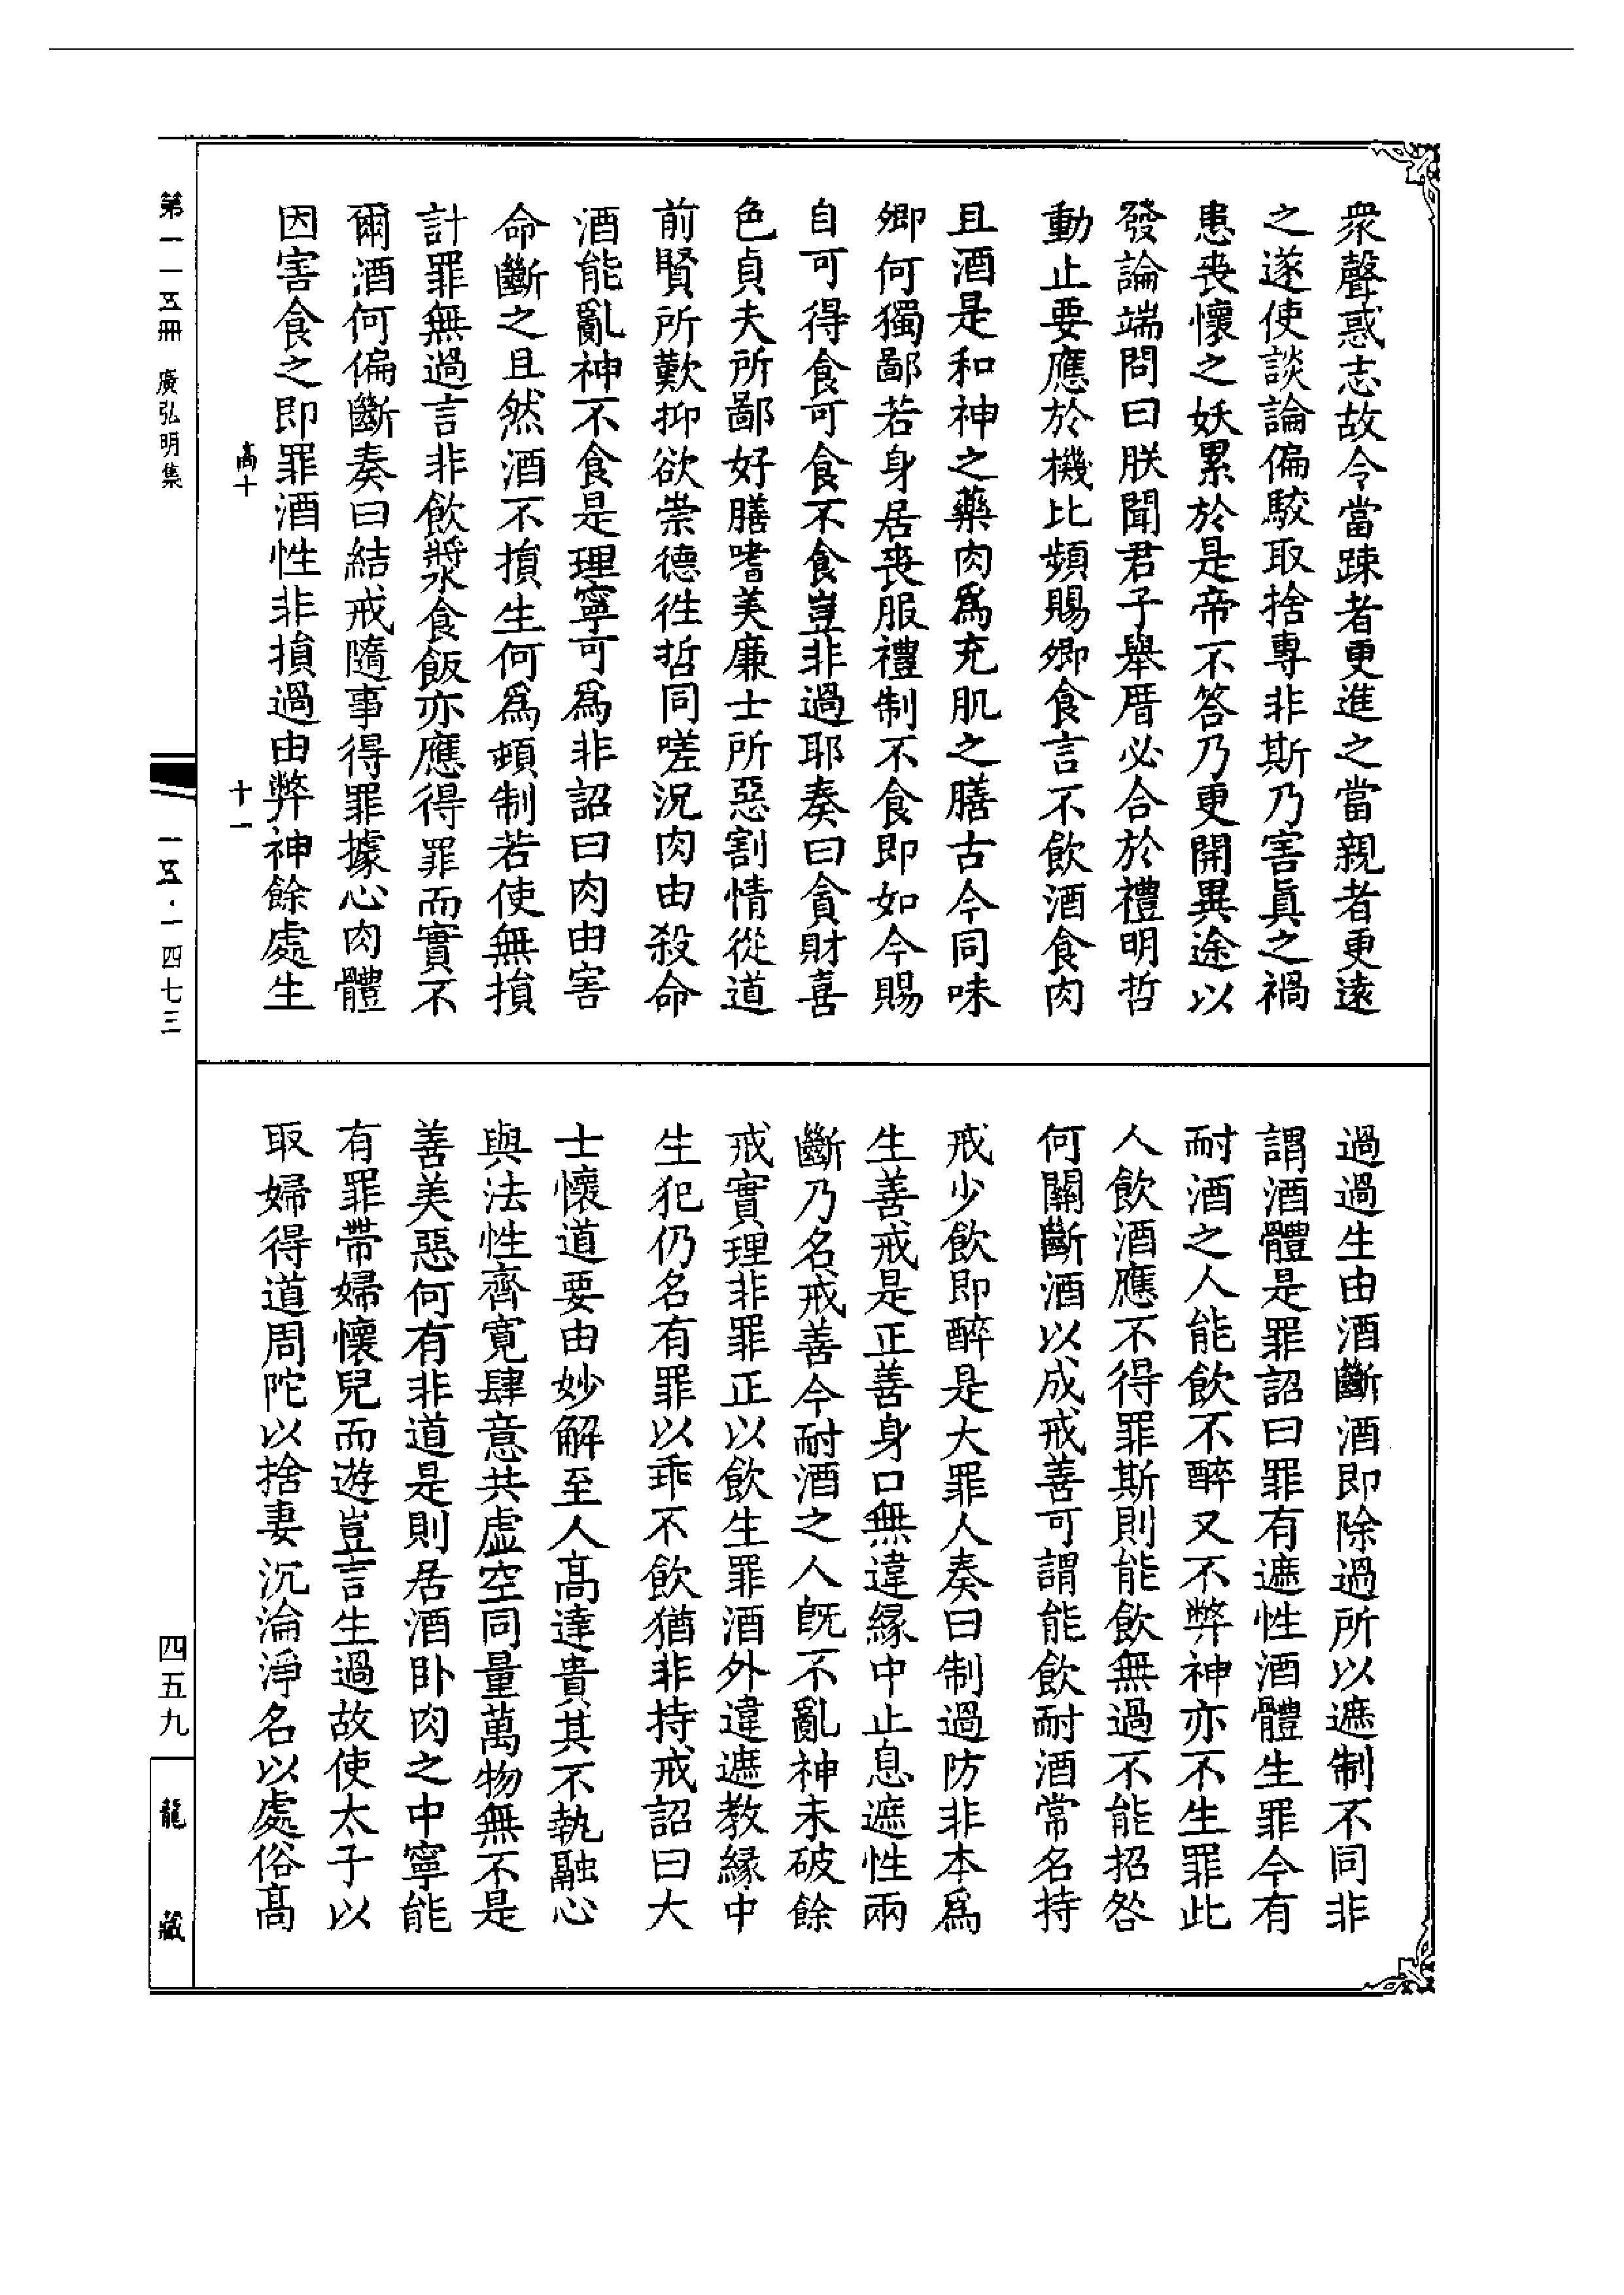 眾聲惑志故令當踈者更進之當親者更遠
之遂使談論偏駮取捨專非斯乃害眞之禍
患喪懷之妖累於是帝不答乃更開異途以
發論端問曰朕聞君子舉厝必合於禮明哲
動止要應於機比頻賜卿食言不飲酒食肉
且酒是和神之藥肉爲充肌之膳古今同味
卿何獨鄙若身居喪服禮制不食即如今賜
自可得食可食不食豈非過耶奏曰貪財喜
色貞夫所鄙好膳嗜美廉士所惡割情從道
前賢所歎抑欲崇德徃哲同嗟況肉由殺命
酒能亂神不食是理寧可爲非詔曰肉由害
命斷之且然酒不損生何爲頓制若使無損
計罪無過言非飲漿食飯亦應得罪而實不
爾酒何偏斷奏曰結戒隨事得罪據心肉體
因害食之即罪酒性非損過由弊神餘處生
過過生由酒斷酒即除過所以遮制不同非
謂酒體是罪詔曰罪有遮性酒體生罪今有
耐酒之人能飲不醉又不弊神亦不生罪此
人飲酒應不得罪斯則能飲無過不能招咎
何關斷酒以成戒善可謂能飲耐酒常名持
戒少飲即醉是大罪人奏曰制過防非本爲
生善戒是正善身口無違緣中止息遮性兩
斷乃名戒善今耐酒之人旣不亂神未破餘
戒實理非罪正以飲生罪酒外違遮教緣中
生犯仍名有罪以乖不飲猶非持戒詔曰大
士懷道要由妙解至人高達貴其不執融心
與法性齊寬肆意共虛空同量萬物無不是
善美惡何有非道是則居酒卧肉之中寧能
有罪帶婦懷兒而遊豈言生過故使太子以
取婦得道周陀以捨妻沉淪淨名以處俗高
高十
十一
第一一五冊 廣弘明集
一五·一四七三
四五九
龍藏